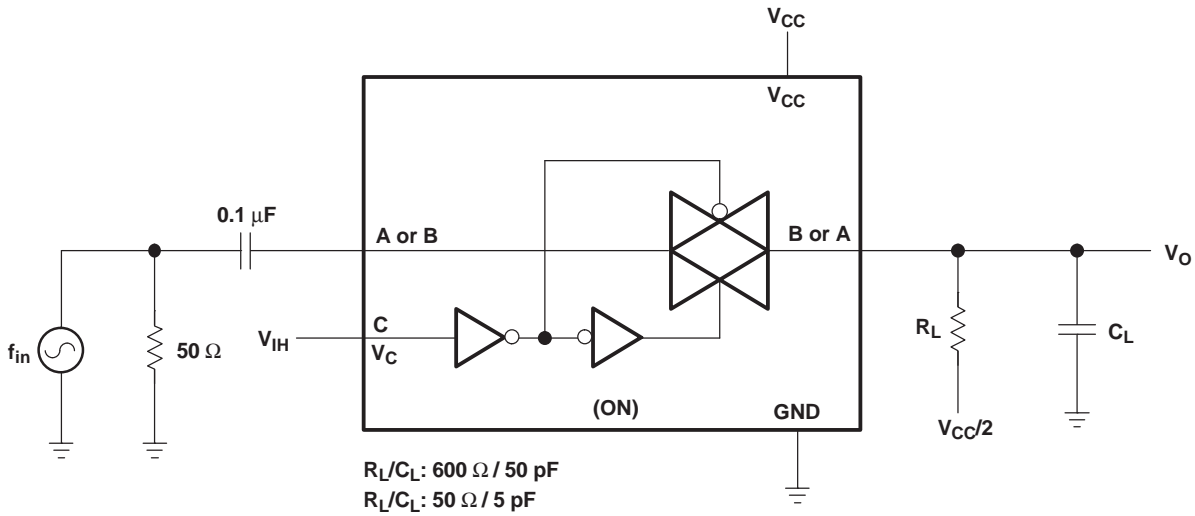 V_CC
V_CC
0.1 μF
A or B
B or A
V_O
f_in
50 Ω
V_IH
C
V_C
R_L
C_L
(ON)
GND
V_CC/2
R_L/C_L: 600 Ω / 50 pF
R_L/C_L: 50 Ω / 5 pF